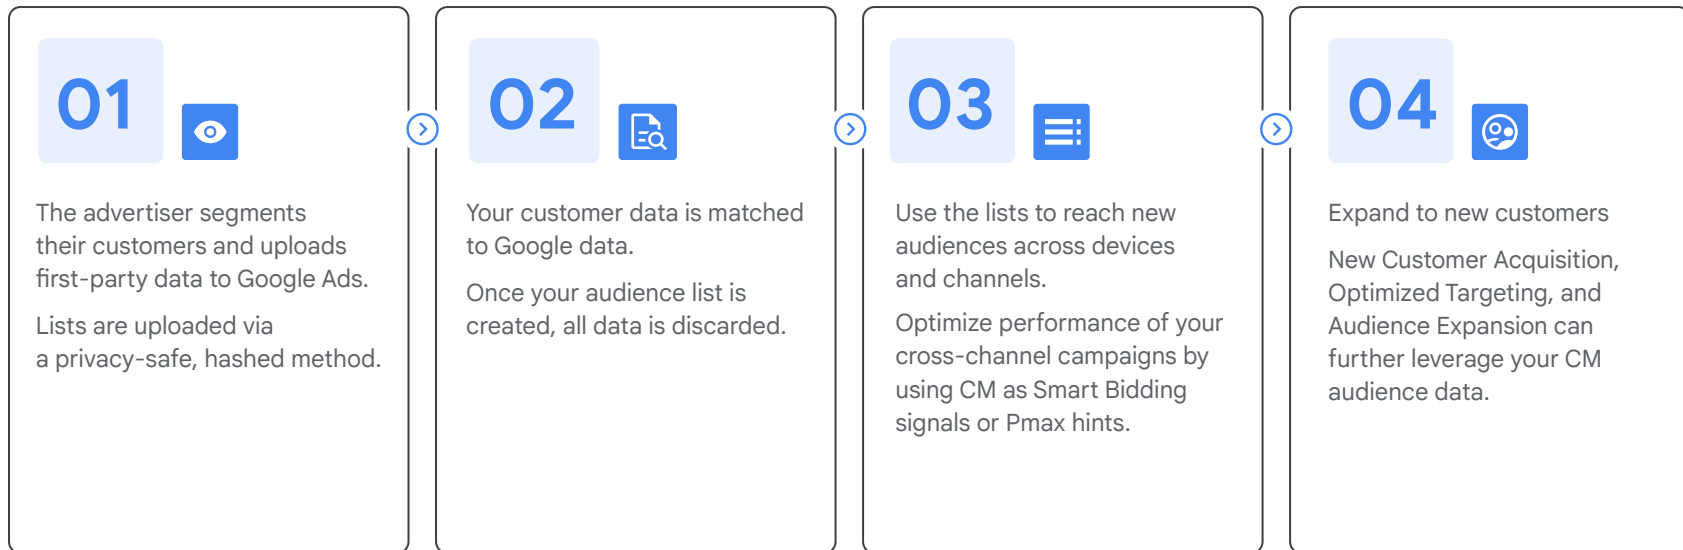 01
The advertiser segments
their customers and uploads
first-party data to Google Ads.
Lists are uploaded via
a privacy-safe, hashed method.
02
Your customer data is matched
to Google data.
Once your audience list is
created, all data is discarded.
03
Use the lists to reach new
audiences across devices
and channels.
Optimize performance of your
cross-channel campaigns by
using CM as Smart Bidding
signals or Pmax hints.
04
Expand to new customers
New Customer Acquisition,
Optimized Targeting, and
Audience Expansion can
further leverage your CM
audience data.